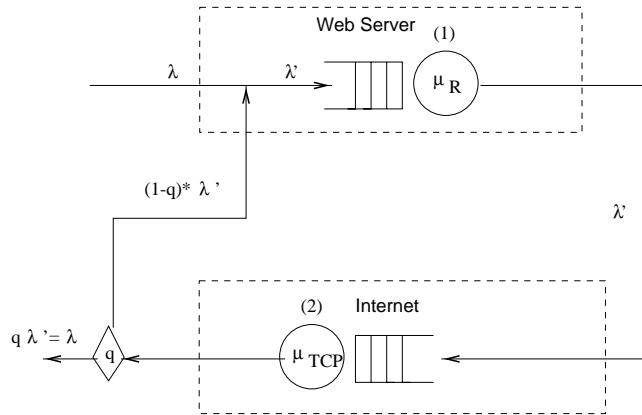 Web Server
(1)
λ
λ'
μ R
(1-q)* λ '
λ'
(2)
Internet
q λ '= λ
q
μ TCP